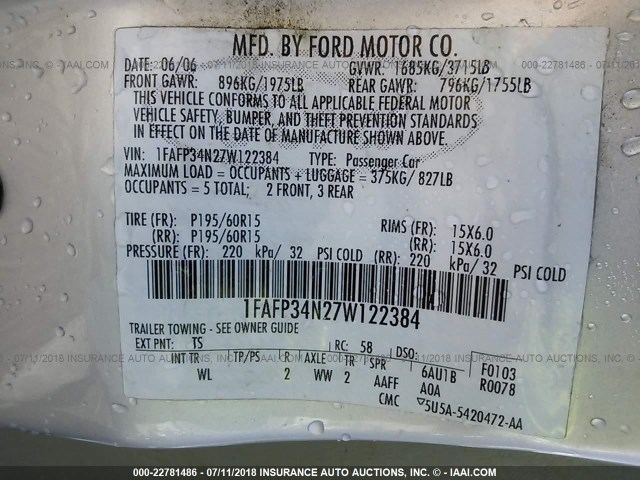 MFD. BY FORD MOTOR CO.
DATE: 06/06 GVWR: 1685KG/3715LB
FRONT GAWR: 896KG/1975LB REAR GAWR: 796KG/1755LB
THIS VEHICLE CONFORMS TO ALL APPLICABLE FEDERAL MOTOR
VEHICLE SAFETY, BUMPER, AND THEFT PREVENTION STANDARDS
IN EFFECT ON THE DATE OF MANUFACTURE SHOWN ABOVE.
VIN: 1FAFP34N27W122384 TYPE: Passenger Car
MAXIMUM LOAD = OCCUPANTS + LUGGAGE = 375KG/ 827LB
OCCUPANTS = 5 TOTAL; 2 FRONT, 3 REAR
TIRE (FR): P195/60R15 RIMS (FR): 15X6.0
(RR): P195/60R15 (RR): 15X6.0
PRESSURE (FR): 220 kPa/ 32 PSI COLD (RR): 220 kPa/ 32 PSI COLD
1FAFP34N27W122384
TRAILER TOWING - SEE OWNER GUIDE
EXT PNT: TS RC: 58 DSO: F0103
INT TR TP/PS R AXLE TR SPR 6AU1B R0078
WL 2 WW 2 AAFF A0A
CMC ▽5U5A-5420472-AA
000-22781486 - 07/11/2018 INSURANCE AUTO AUCTIONS, INC. - © IAAI.COM